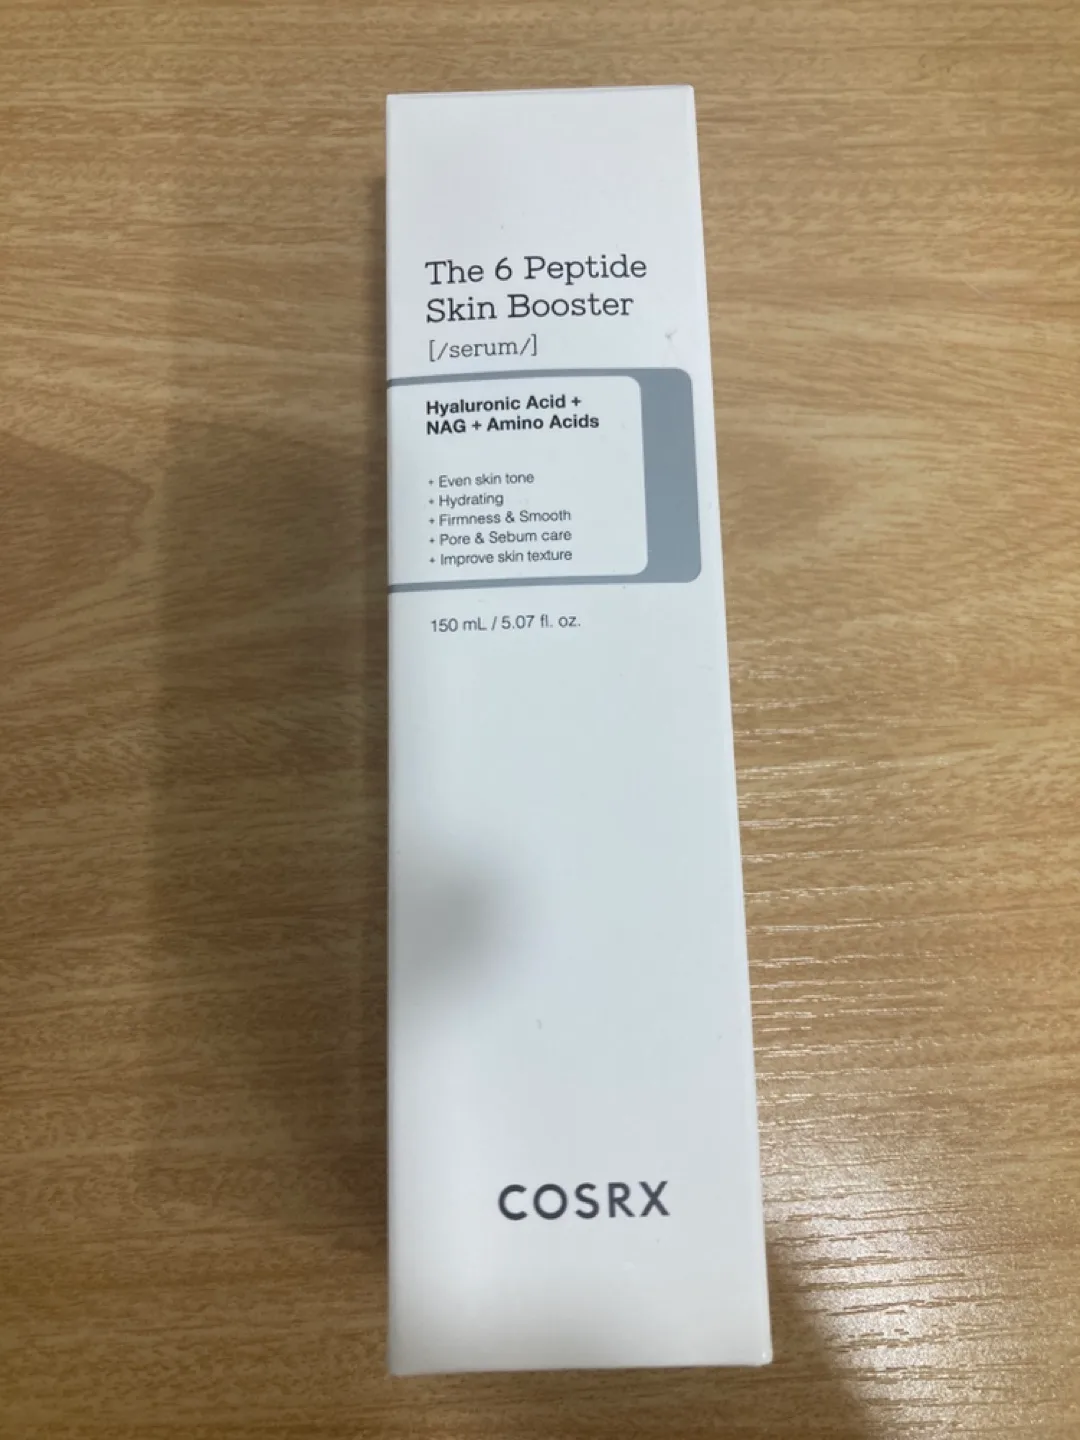 The 6 Peptide
Skin Booster
[/serum/]
Hyaluronic Acid +
NAG + Amino Acids
+ Even skin tone
+ Hydrating
+ Firmness & Smooth
+ Pore & Sebum care
+ Improve skin texture
150 mL / 5.07 fl. oz.
COSRX